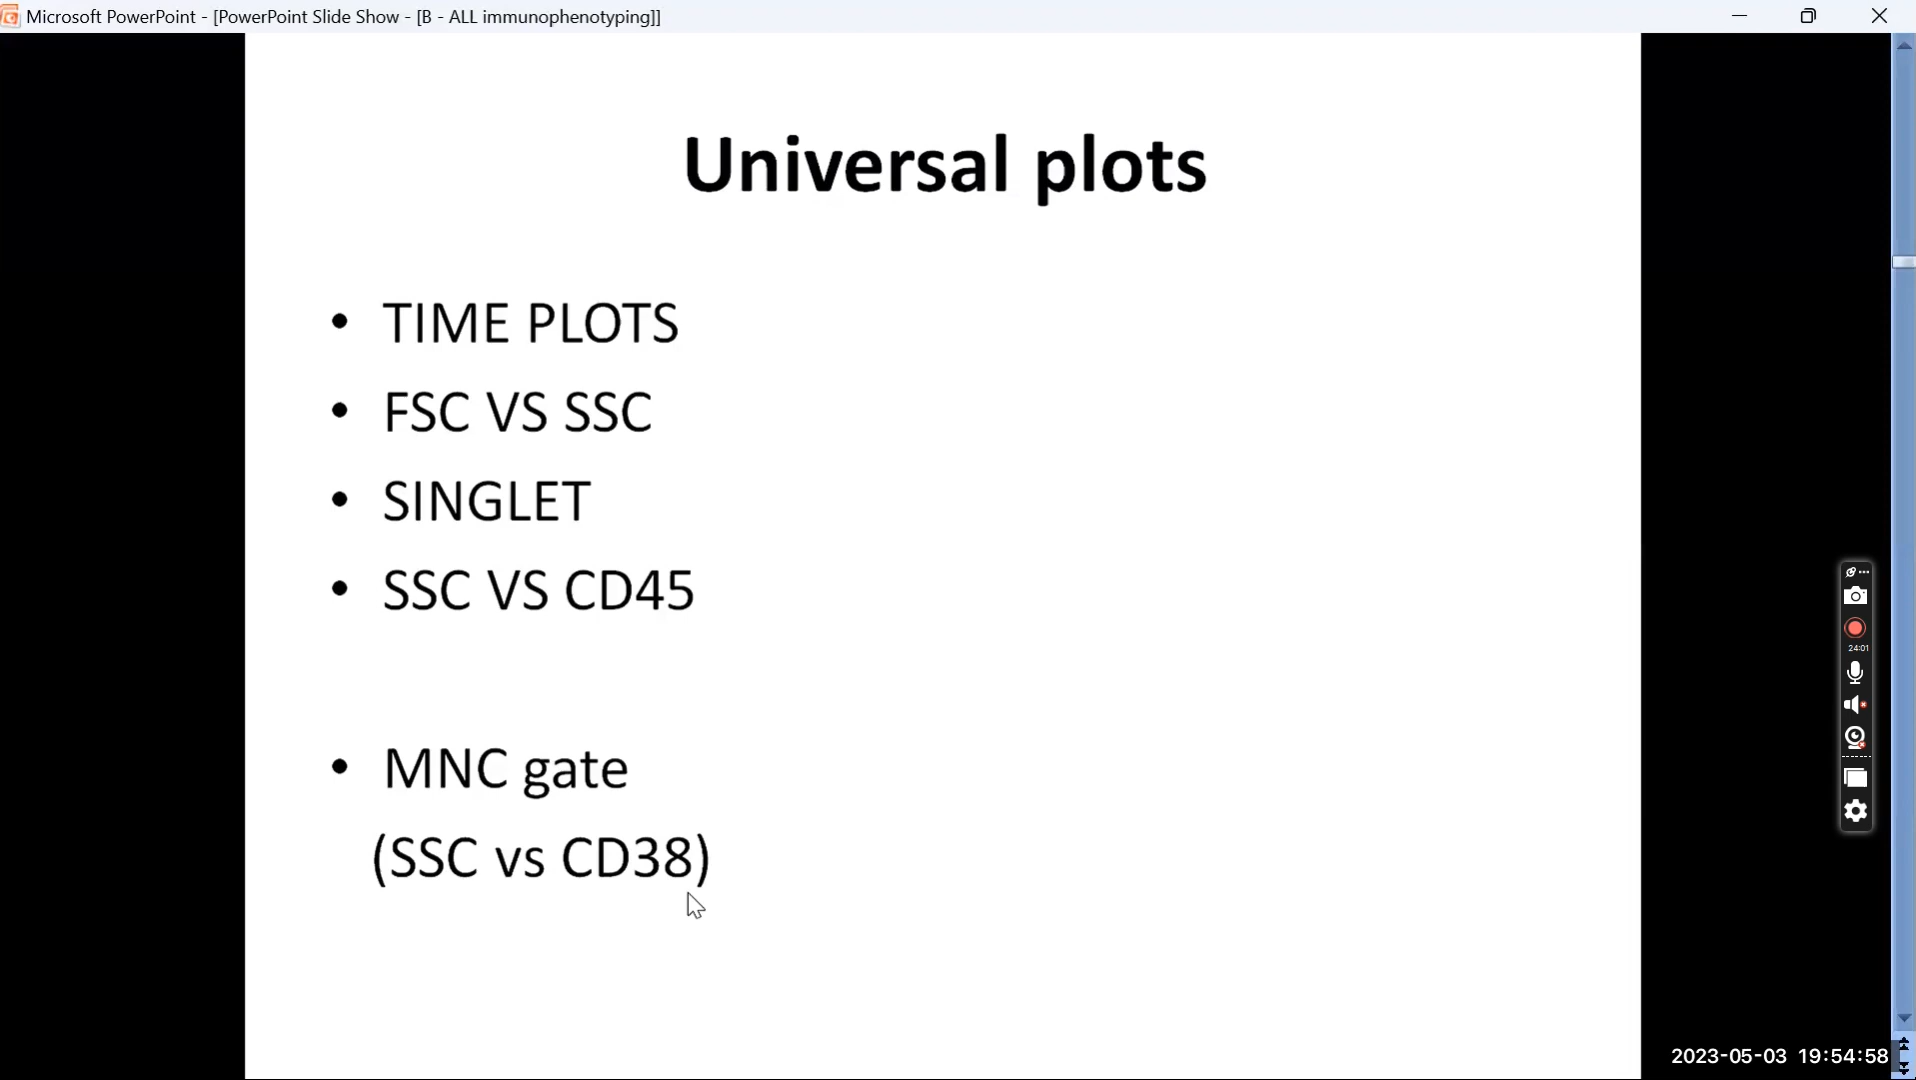 Microsoft PowerPoint - [PowerPoint Slide Show - [B - ALL immunophenotyping]]
Universal plots
• TIME PLOTS
• FSC VS SSC
• SINGLET
• SSC VS CD45
• MNC gate
(SSC vs CD38)
24:01
2023-05-03 19:54:58